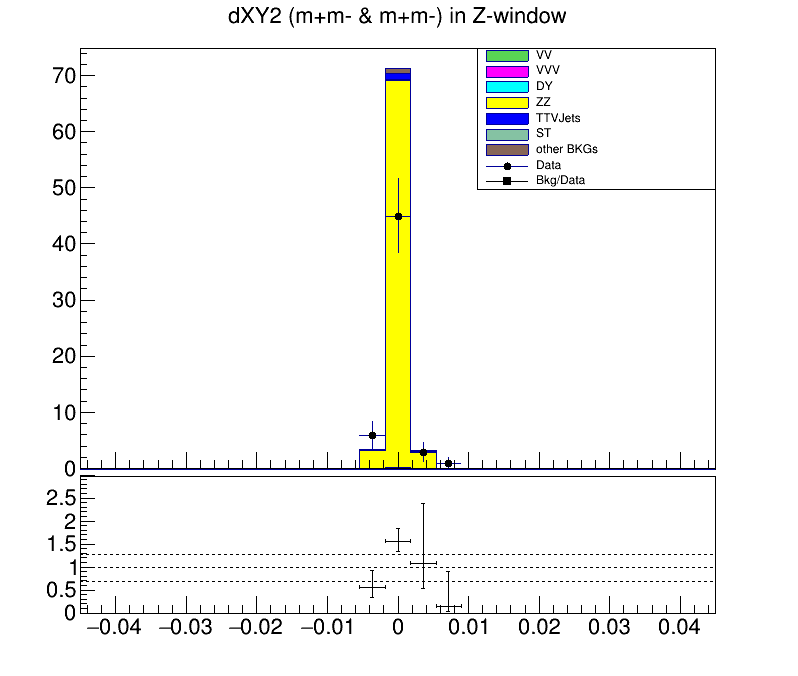 dXY2 (m+m- & m+m-) in Z-window
VV
VVV
DY
ZZ
TTVJets
ST
other BKGs
Data
Bkg/Data
70
60
50
40
30
20
10
0
2.5
2
1.5
1
0.5
0
−0.04 −0.03 −0.02 −0.01 0 0.01 0.02 0.03 0.04